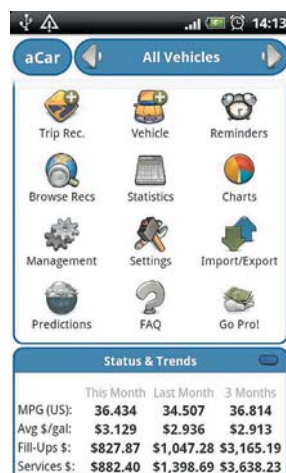 14:13
aCar All Vehicles
Trip Rec. Vehicle Reminders
Browse Recs Statistics Charts
Management Settings Import/Export
Predictions FAQ Go Pro!
Status & Trends
This Month Last Month 3 Months
MPG (US): 36.434 34.507 36.814
Avg $/gal: $3.129 $2.936 $2.913
Fill-Ups $: $827.87 $1,047.28 $3,165.19
Services $: $882.40 $1,398.69 $3,638.23